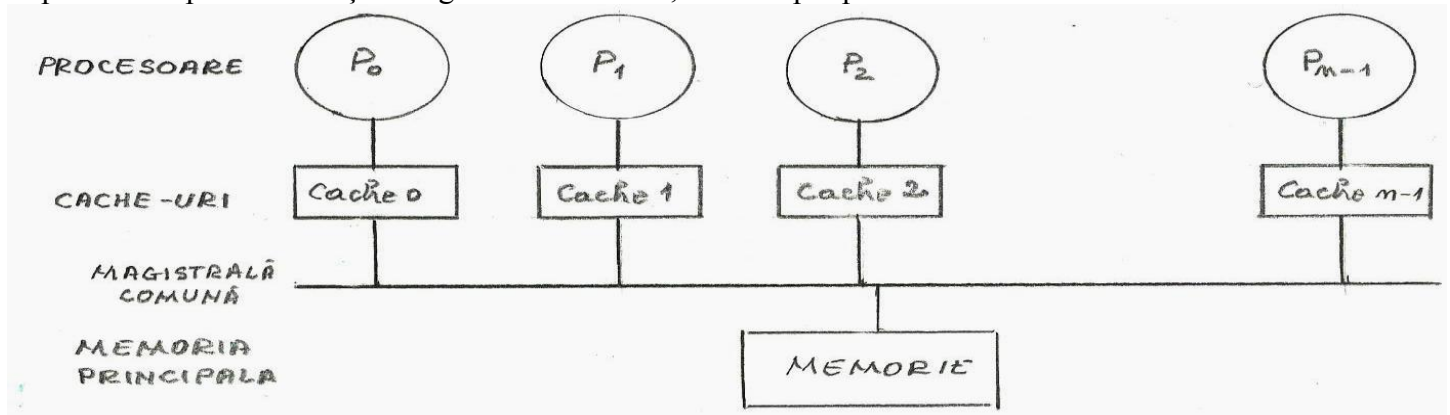 PROCESOARE P₀ P₁ P₂ Pₙ₋₁
CACHE-URI Cache 0 Cache 1 Cache 2 Cache n-1
MAGISTRALĂ
COMUNĂ
MEMORIA
PRINCIPALA
MEMORIE